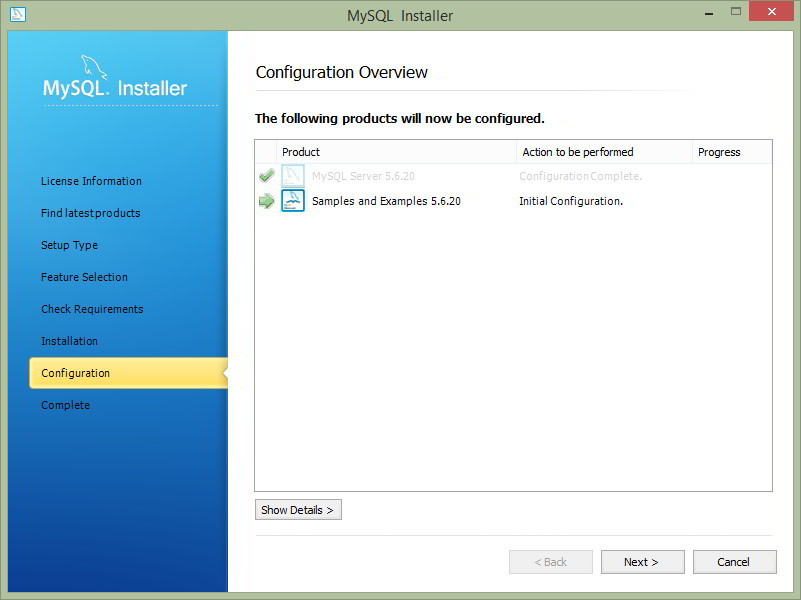 MySQL Installer
MySQL. Installer
License Information
Find latest products
Setup Type
Feature Selection
Check Requirements
Installation
Configuration
Complete
Configuration Overview
The following products will now be configured.
Product Action to be performed Progress
MySQL Server 5.6.20 Configuration Complete.
Samples and Examples 5.6.20 Initial Configuration.
Show Details >
< Back Next > Cancel